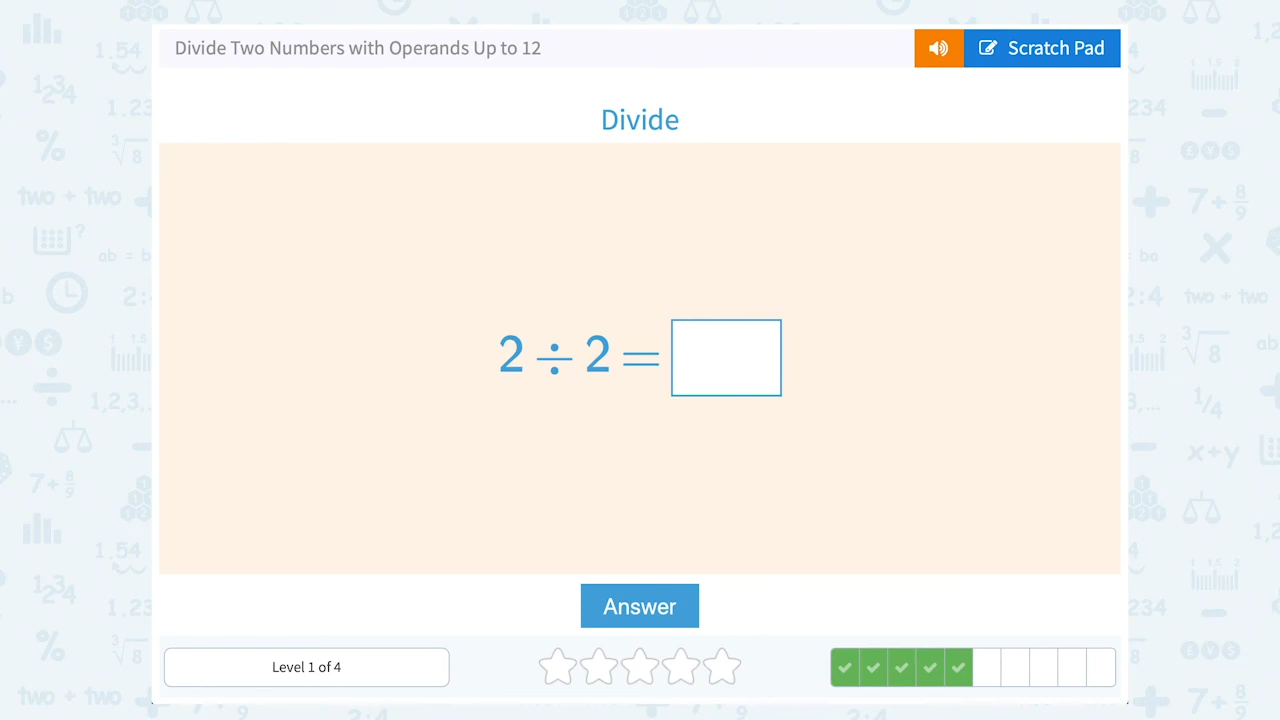 Divide Two Numbers with Operands Up to 12
Scratch Pad
Divide
2 ÷ 2 =
Answer
Level 1 of 4